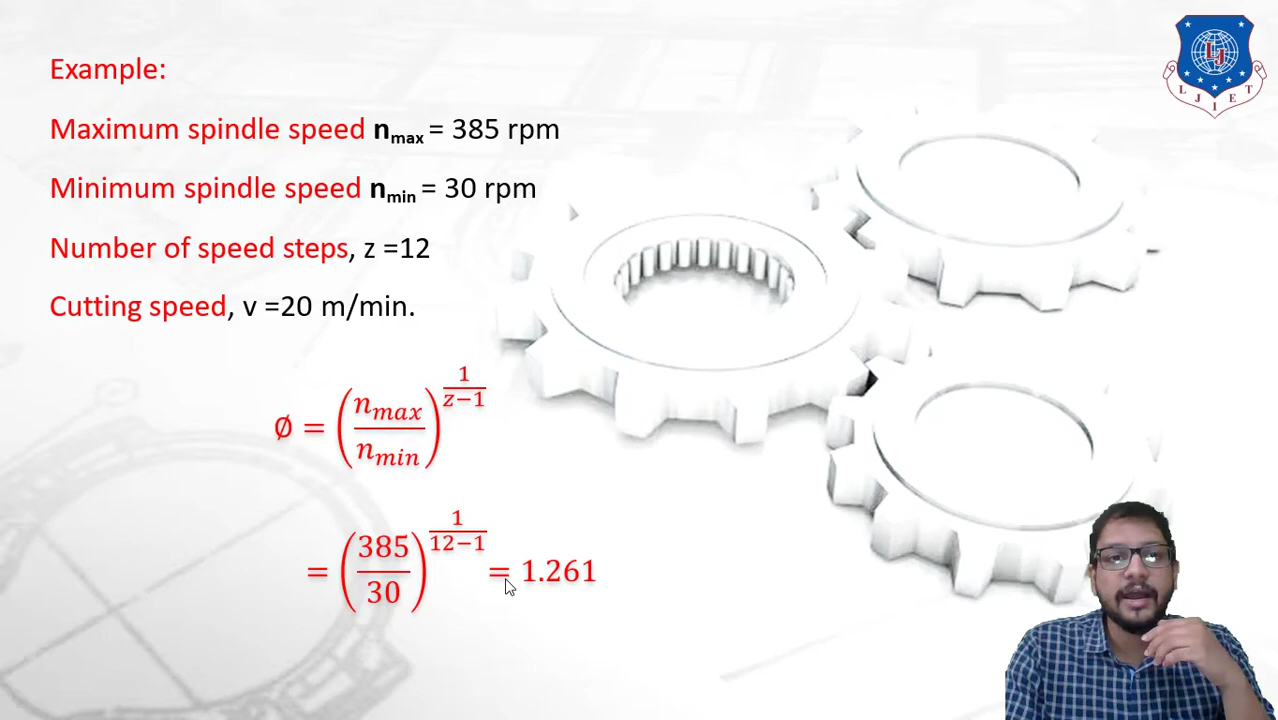 Example:
Maximum spindle speed nmax = 385 rpm
Minimum spindle speed nmin = 30 rpm
Number of speed steps, z =12
Cutting speed, v =20 m/min.
∅ = (nmax/nmin)^(1/(z−1))
= (385/30)^(1/(12−1)) = 1.261
LJ
L J I E T